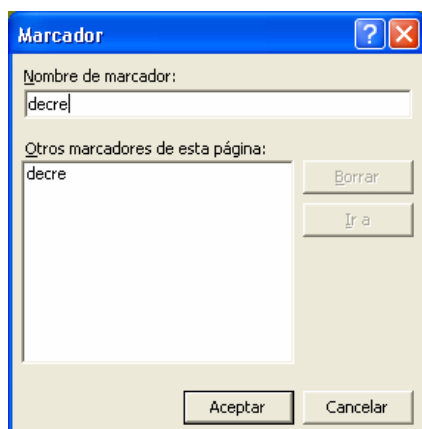 Marcador
Nombre de marcador:
decre
Otros marcadores de esta página:
decre
Borrar
Ir a
Aceptar
Cancelar